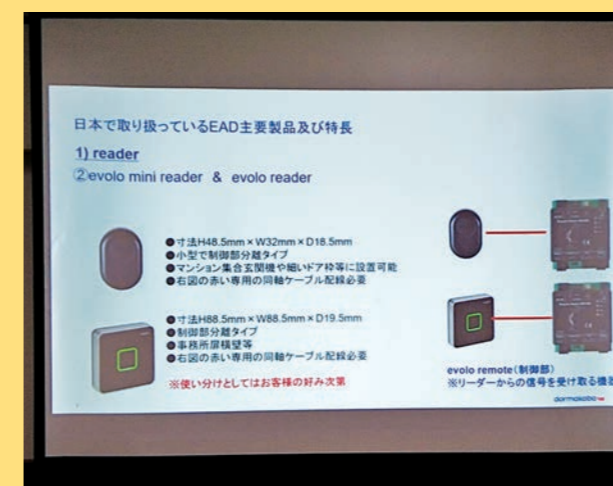 日本で取り扱っているEAD主要製品及び特長
1) reader
②evolo mini reader & evolo reader
●寸法H48.5mm×W32mm×D18.5mm
●小型で制御部分離タイプ
●マンション集合玄関機や細いドア枠等に設置可能
●右図の赤い専用の同軸ケーブル配線必要
●寸法H88.5mm×W88.5mm×D19.5mm
●制御部分離タイプ
●事務所扉横壁等
●右図の赤い専用の同軸ケーブル配線必要
※使い分けとしてはお客様の好み次第
evolo remote(制御部)
※リーダーからの信号を受け取る機器
dormakaba